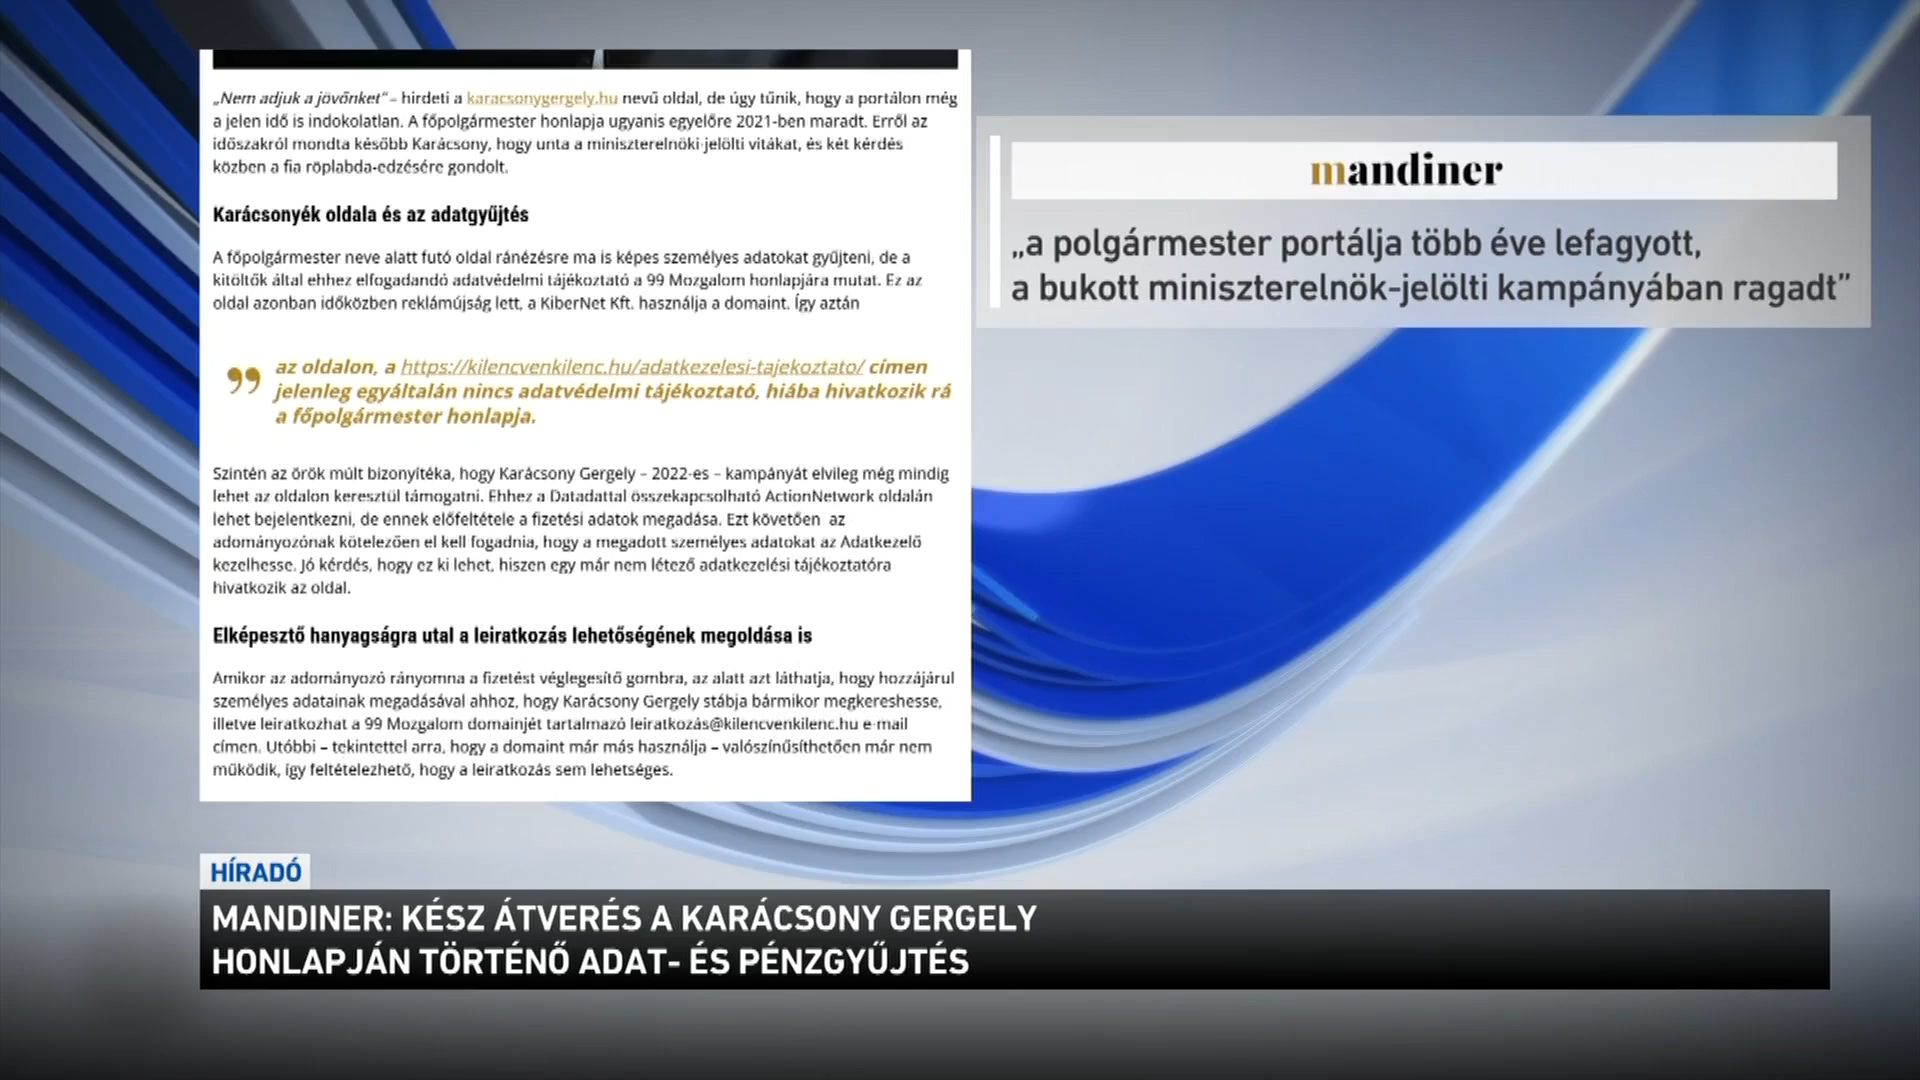 „Nem adjuk a jövőnket” – hirdeti a karacsonygergely.hu nevű oldal, de úgy tűnik, hogy a portálon még
a jelen idő is indokolatlan. A főpolgármester honlapja ugyanis egyelőre 2021-ben maradt. Erről az
időszakról mondta később Karácsony, hogy unta a miniszterelnöki-jelölti vitákat, és két kérdés
közben a fia röplabda-edzésére gondolt.
Karácsonyék oldala és az adatgyűjtés
A főpolgármester neve alatt futó oldal ránézésre ma is képes személyes adatokat gyűjteni, de a
kitöltők által ehhez elfogadandó adatvédelmi tájékoztató a 99 Mozgalom honlapjára mutat. Ez az
oldal azonban időközben reklámújság lett, a KiberNet Kft. használja a domaint. Így aztán
az oldalon, a https://kilencvenkilenc.hu/adatkezelesi-tajekoztato/ címen
jelenleg egyáltalán nincs adatvédelmi tájékoztató, hiába hivatkozik rá
a főpolgármester honlapja.
Szintén az örök múlt bizonyítéka, hogy Karácsony Gergely – 2022-es – kampányát elvileg még mindig
lehet az oldalon keresztül támogatni. Ehhez a Datadattal összekapcsolható ActionNetwork oldalán
lehet bejelentkezni, de ennek előfeltétele a fizetési adatok megadása. Ezt követően az
adományozónak kötelezően el kell fogadnia, hogy a megadott személyes adatokat az Adatkezelő
kezelhesse. Jó kérdés, hogy ez ki lehet, hiszen egy már nem létező adatkezelési tájékoztatóra
hivatkozik az oldal.
Elképesztő hanyagságra utal a leiratkozás lehetőségének megoldása is
Amikor az adományozó rányomna a fizetést véglegesítő gombra, az alatt azt láthatja, hogy hozzájárul
személyes adatainak megadásával ahhoz, hogy Karácsony Gergely stábja bármikor megkereshesse,
illetve leiratkozhat a 99 Mozgalom domainjét tartalmazó leiratkozás@kilencvenkilenc.hu e-mail
címen. Utóbbi – tekintettel arra, hogy a domaint már más használja – valószínűsíthetően már nem
működik, így feltételezhető, hogy a leiratkozás sem lehetséges.
mandiner
„a polgármester portálja több éve lefagyott,
a bukott miniszterelnök-jelölti kampányában ragadt”
HÍRADÓ
MANDINER: KÉSZ ÁTVERÉS A KARÁCSONY GERGELY
HONLAPJÁN TÖRTÉNŐ ADAT- ÉS PÉNZGYŰJTÉS